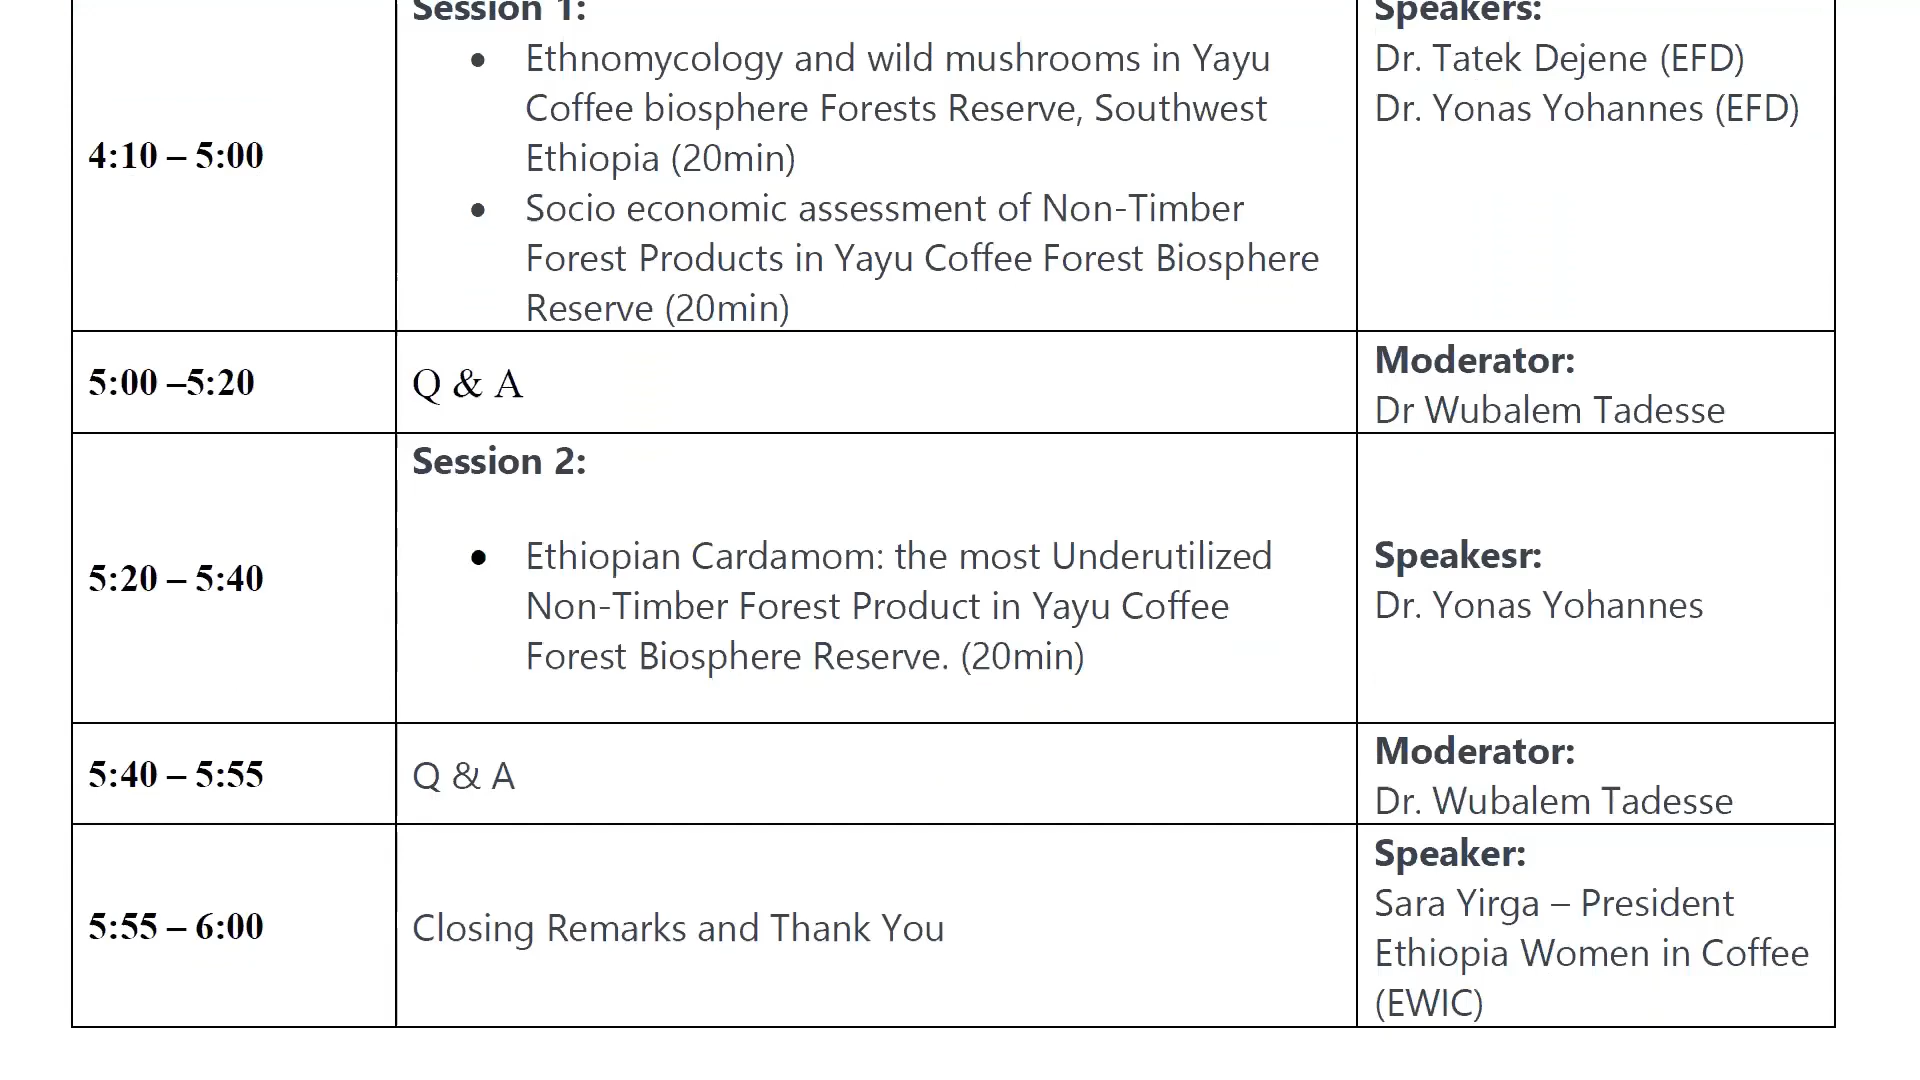 Session 1:
Speakers:
4:10 – 5:00
• Ethnomycology and wild mushrooms in Yayu
Coffee biosphere Forests Reserve, Southwest
Ethiopia (20min)
• Socio economic assessment of Non-Timber
Forest Products in Yayu Coffee Forest Biosphere
Reserve (20min)
Dr. Tatek Dejene (EFD)
Dr. Yonas Yohannes (EFD)
5:00 –5:20
Q & A
Moderator:
Dr Wubalem Tadesse
5:20 – 5:40
Session 2:
• Ethiopian Cardamom: the most Underutilized
Non-Timber Forest Product in Yayu Coffee
Forest Biosphere Reserve. (20min)
Speakesr:
Dr. Yonas Yohannes
5:40 – 5:55
Q & A
Moderator:
Dr. Wubalem Tadesse
5:55 – 6:00
Closing Remarks and Thank You
Speaker:
Sara Yirga – President
Ethiopia Women in Coffee
(EWIC)